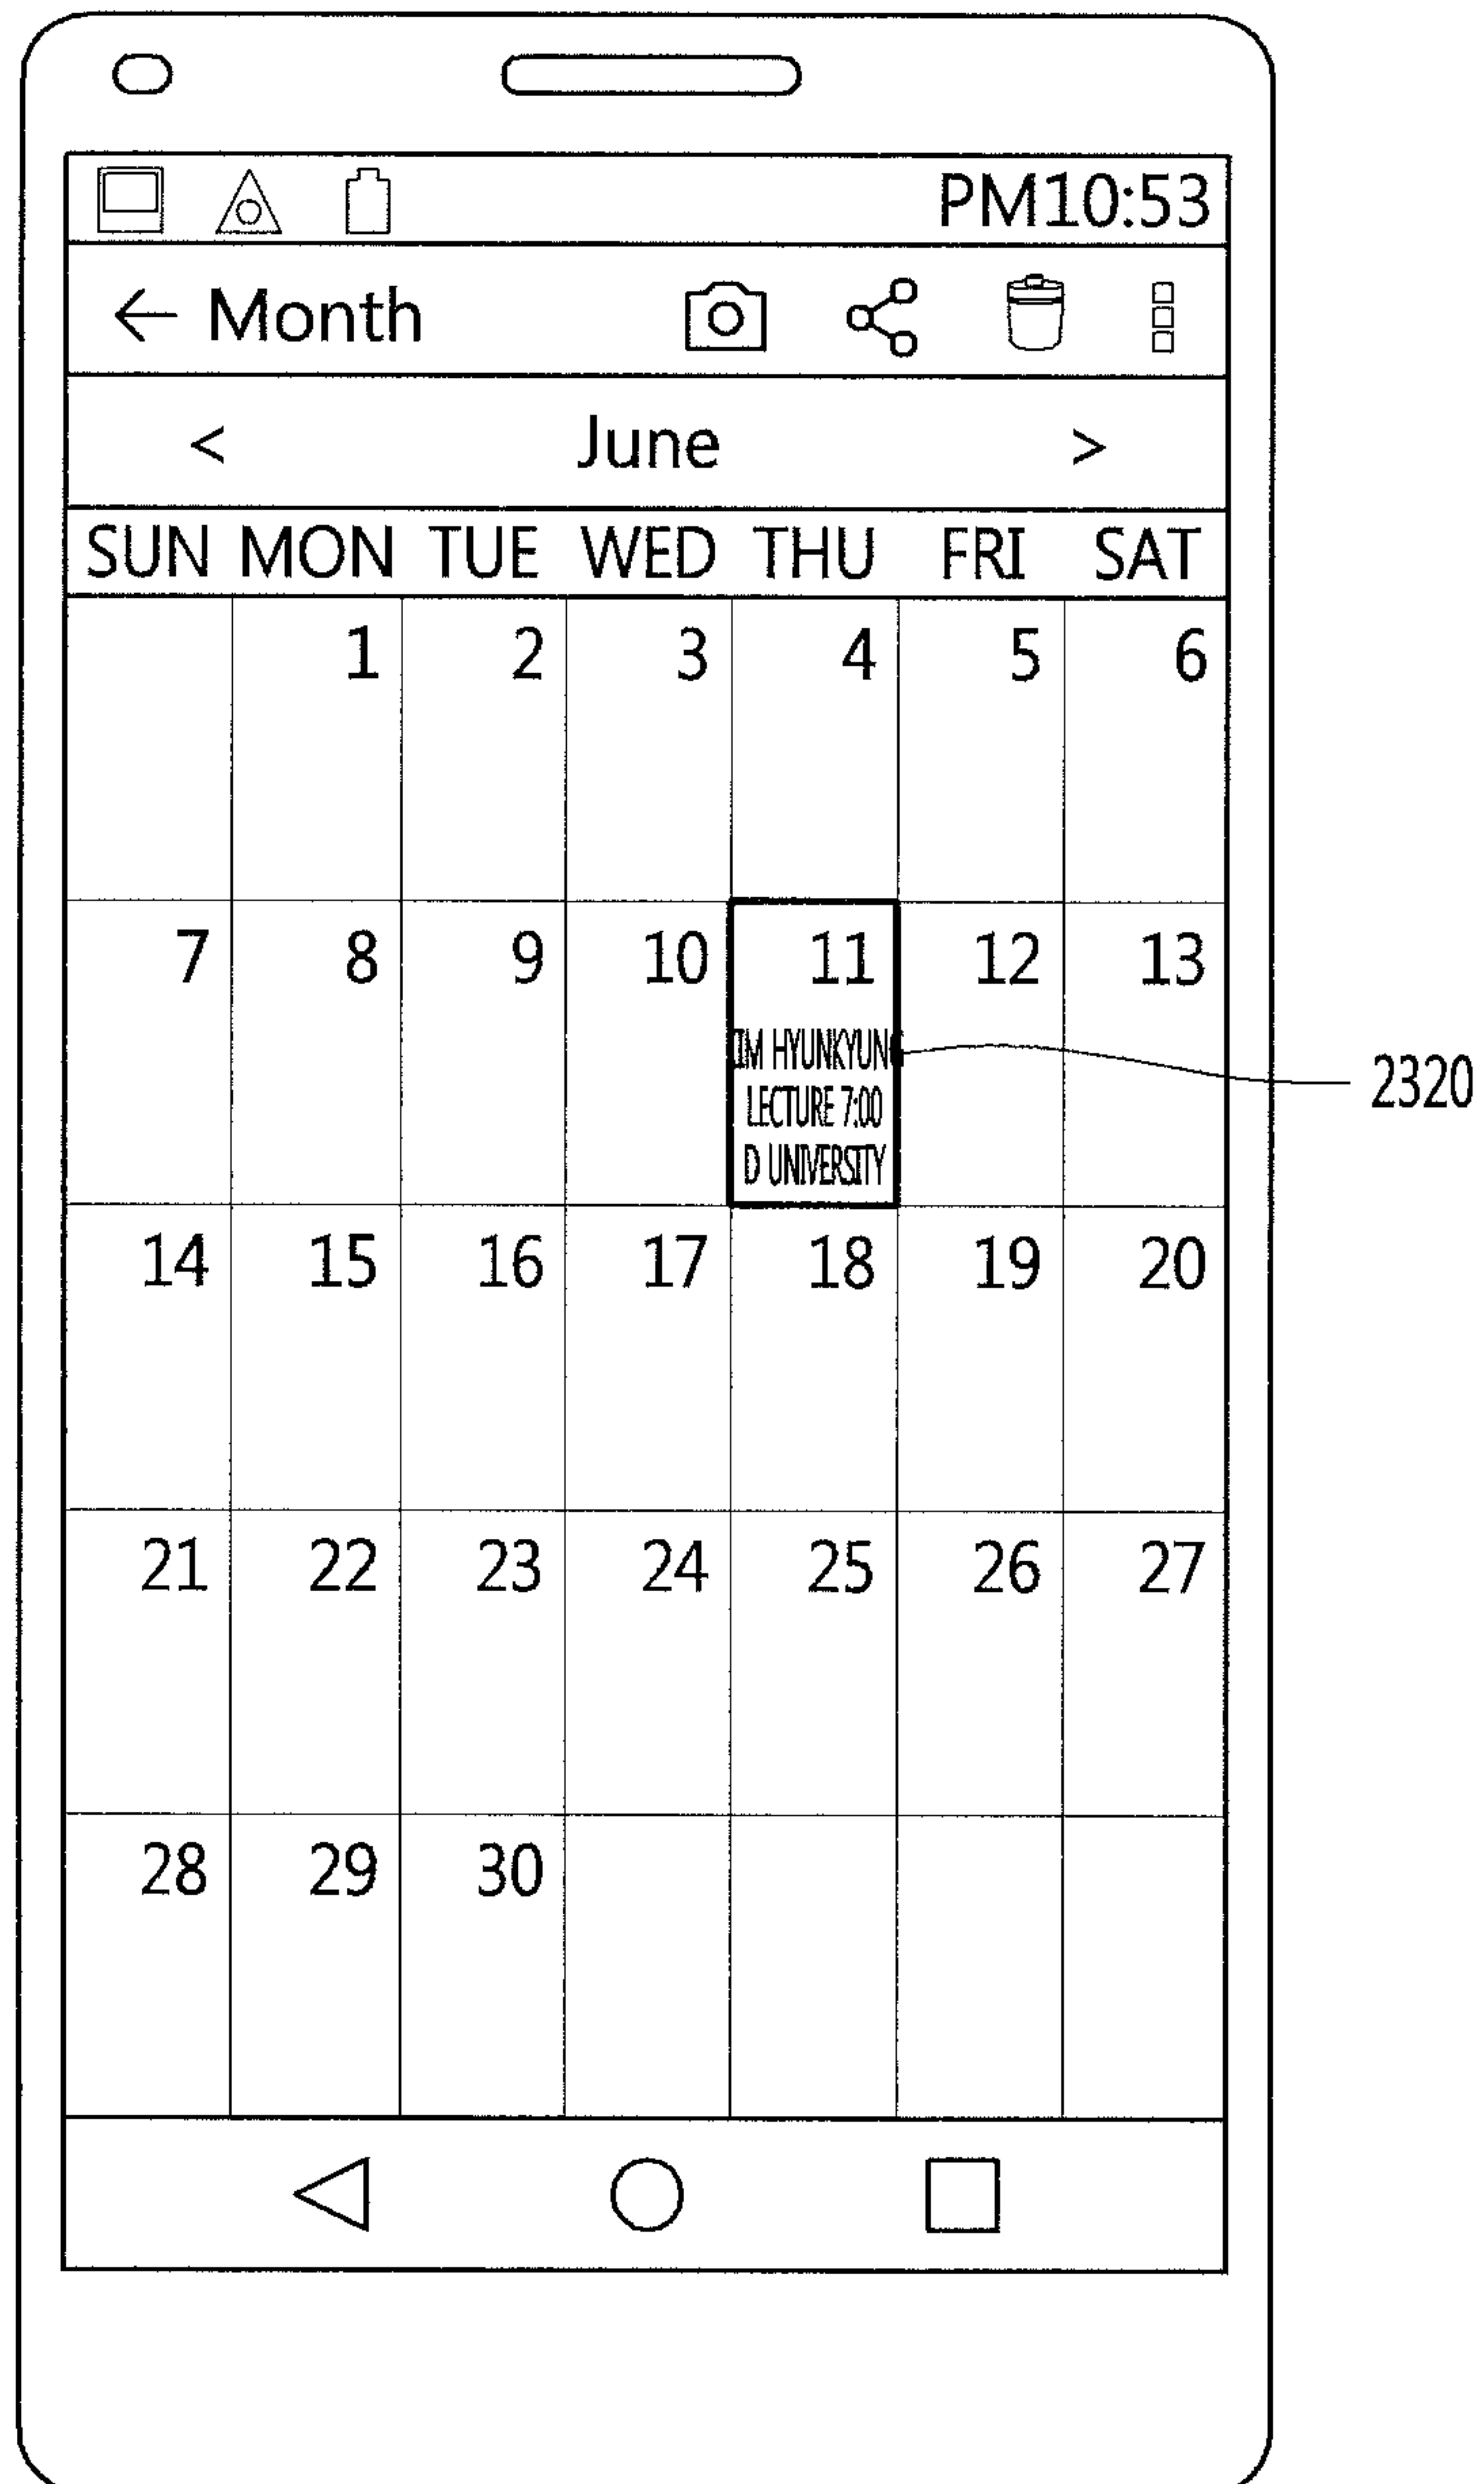 PM10:53
← Month
< June >
SUN MON TUE WED THU FRI SAT
1 2 3 4 5 6
7 8 9 10 11 12 13
LECTURE 7:00
D UNIVERSITY
2320
14 15 16 17 18 19 20
21 22 23 24 25 26 27
28 29 30